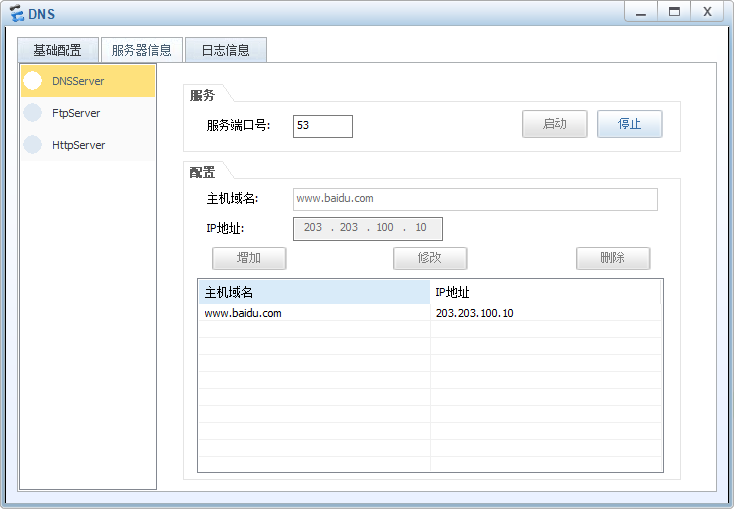 DNS
基础配置 服务器信息 日志信息
DNSServer
FtpServer
HttpServer
服务
服务端口号: 53 启动 停止
配置
主机域名: www.baidu.com
IP地址: 203 . 203 . 100 . 10
增加 修改 删除
主机域名 IP地址
www.baidu.com 203.203.100.10